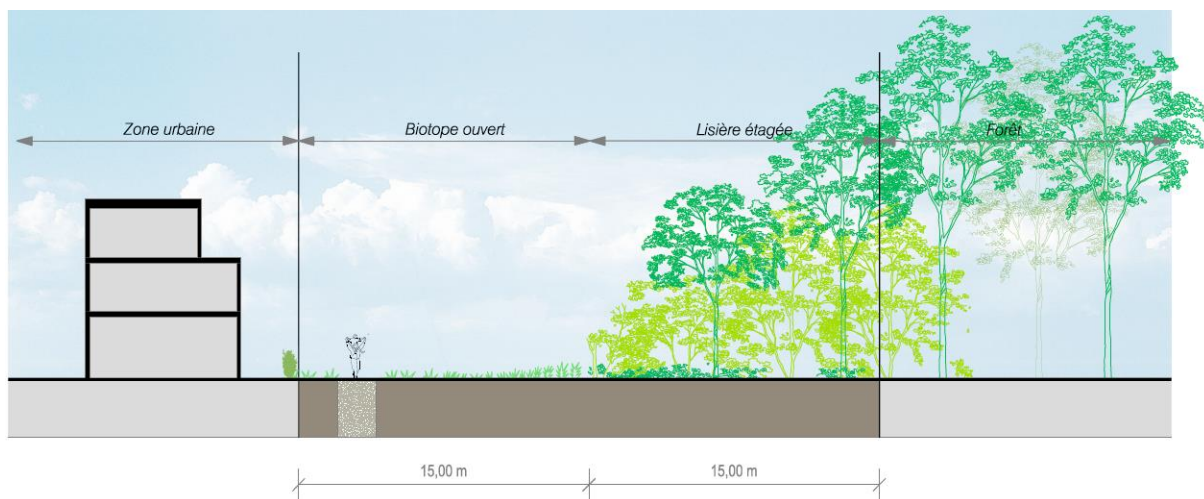 Zone urbaine
Biotope ouvert
Lisière étagée
Forêt
15,00 m
15,00 m